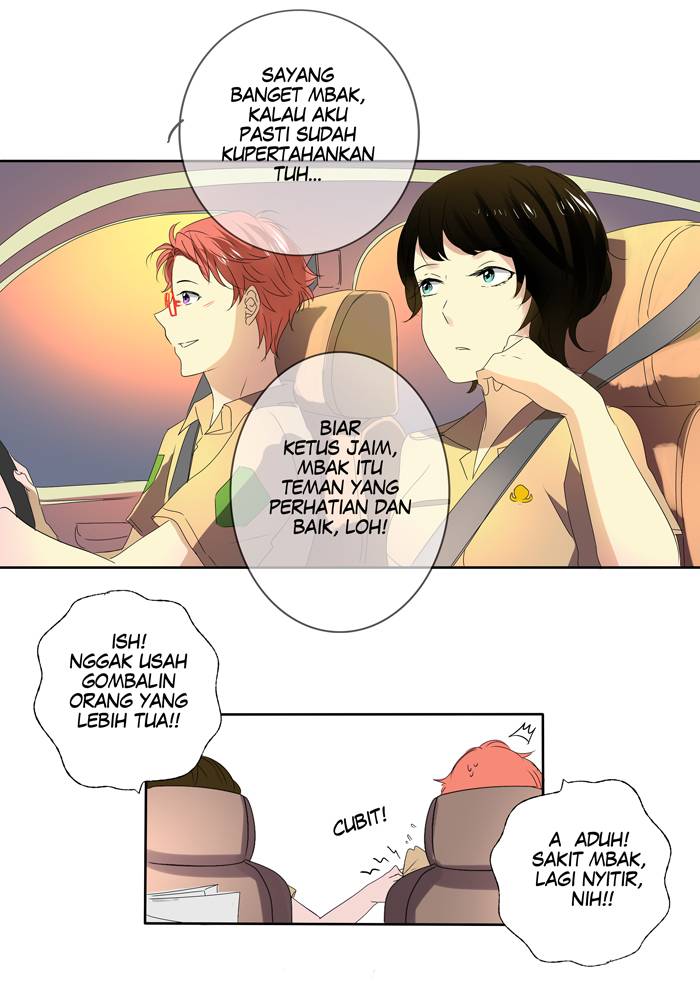 SAYANG
BANGET MBAK,
KALAU AKU
PASTI SUDAH
KUPERTAHANKAN
TUH...
BIAR
KETUS JAIM,
MBAK ITU
TEMAN YANG
PERHATIAN DAN
BAIK, LOH!
ISH!
NGGAK USAH
GOMBALIN
ORANG YANG
LEBIH TUA!!
CUBIT!
A ADUH!
SAKIT MBAK,
LAGI NYITIR,
NIH!!